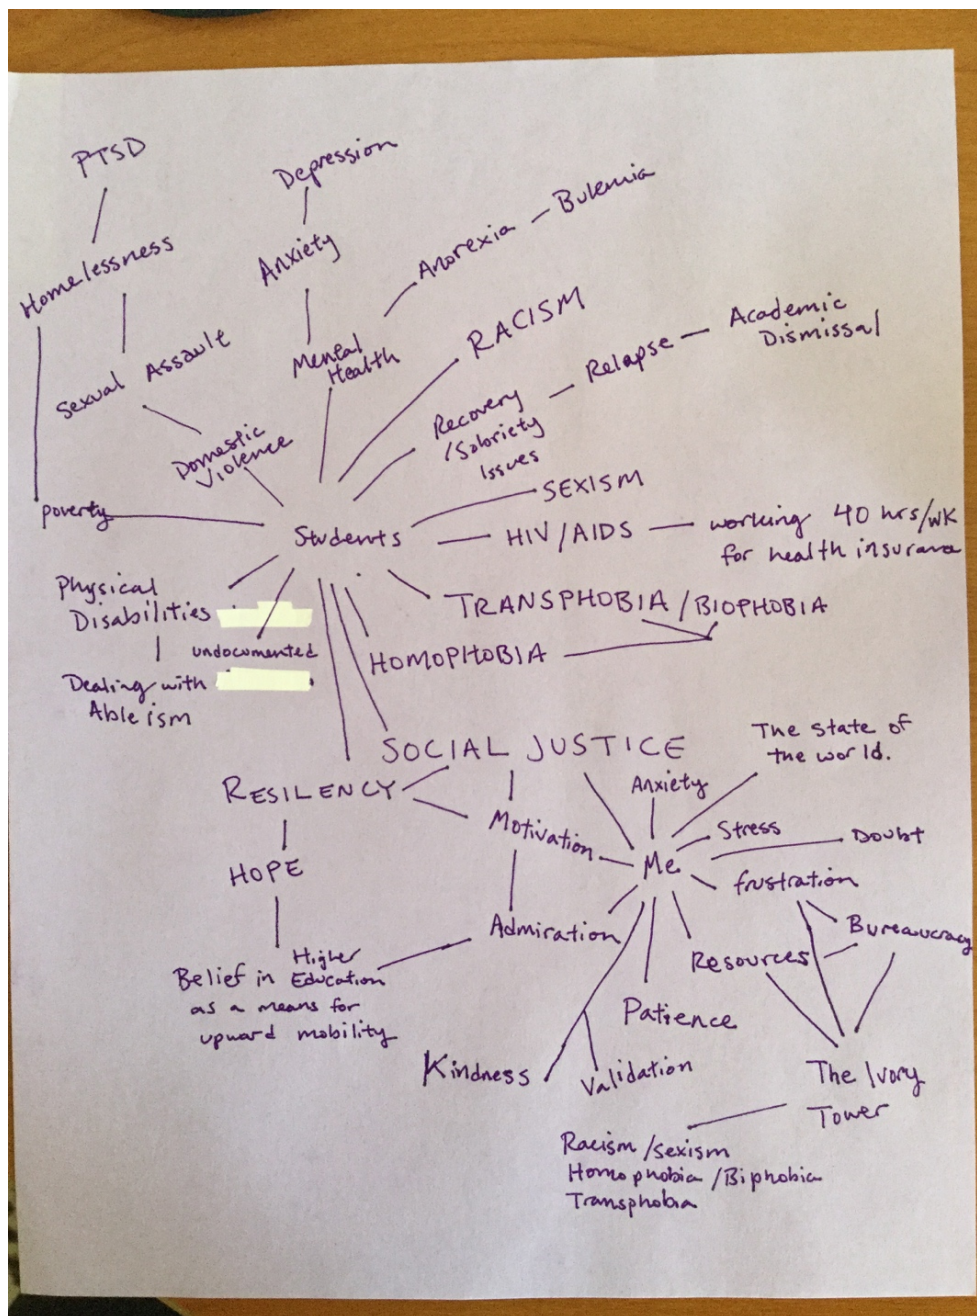 PTSD
Depression
Anorexia - Bulemia
Homelessness
Anxiety
RACISM
Academic
Dismissal
Sexual Assault
Mental
Health
Relapse
Recovery
/Sobriety
Issues
Domestic
Violence
SEXISM
poverty
Students
HIV/AIDS
working 40 hrs/wk
for health insurance
Physical
Disabilities
TRANSPHOBIA/BIOPHOBIA
undocumented
HOMOPHOBIA
Dealing with
Ableism
SOCIAL JUSTICE
The state of
the world.
RESILENCY
Anxiety
Motivation
Stress
Doubt
Me
HOPE
frustration
Admiration
Bureaucracy
Resources
Belief in Higher
Education
as a means for
upward mobility
Patience
Kindness
Validation
The Ivory
Tower
Racism/sexism
Homophobia/Biphobia
Transphobia